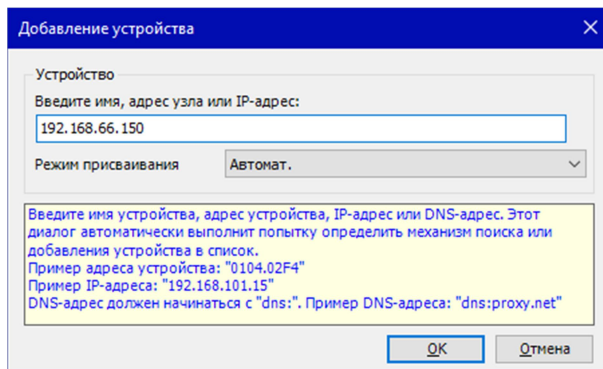 Добавление устройства
Устройство
Введите имя, адрес узла или IP-адрес:
192.168.66.150
Режим присваивания Автомат.
Введите имя устройства, адрес устройства, IP-адрес или DNS-адрес. Этот
диалог автоматически выполнит попытку определить механизм поиска или
добавления устройства в список.
Пример адреса устройства: "0104.02F4"
Пример IP-адреса: "192.168.101.15"
DNS-адрес должен начинаться с "dns:". Пример DNS-адреса: "dns:proxy.net"
OK Отмена